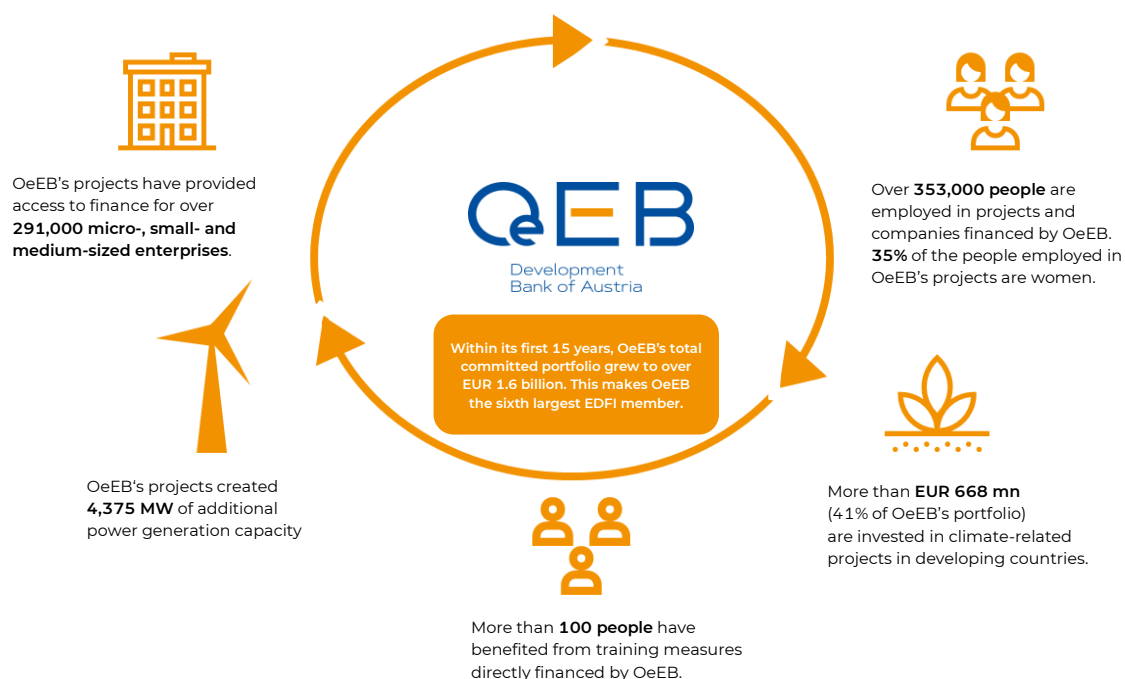 OeEB's projects have provided
access to finance for over
291,000 micro-, small- and
medium-sized enterprises.
OeEB
Development
Bank of Austria
Within its first 15 years, OeEB's total
committed portfolio grew to over
EUR 1.6 billion. This makes OeEB
the sixth largest EDFI member.
Over 353,000 people are
employed in projects and
companies financed by OeEB.
35% of the people employed in
OeEB's projects are women.
OeEB‘s projects created
4,375 MW of additional
power generation capacity
More than EUR 668 mn
(41% of OeEB's portfolio)
are invested in climate-related
projects in developing countries.
More than 100 people have
benefited from training measures
directly financed by OeEB.